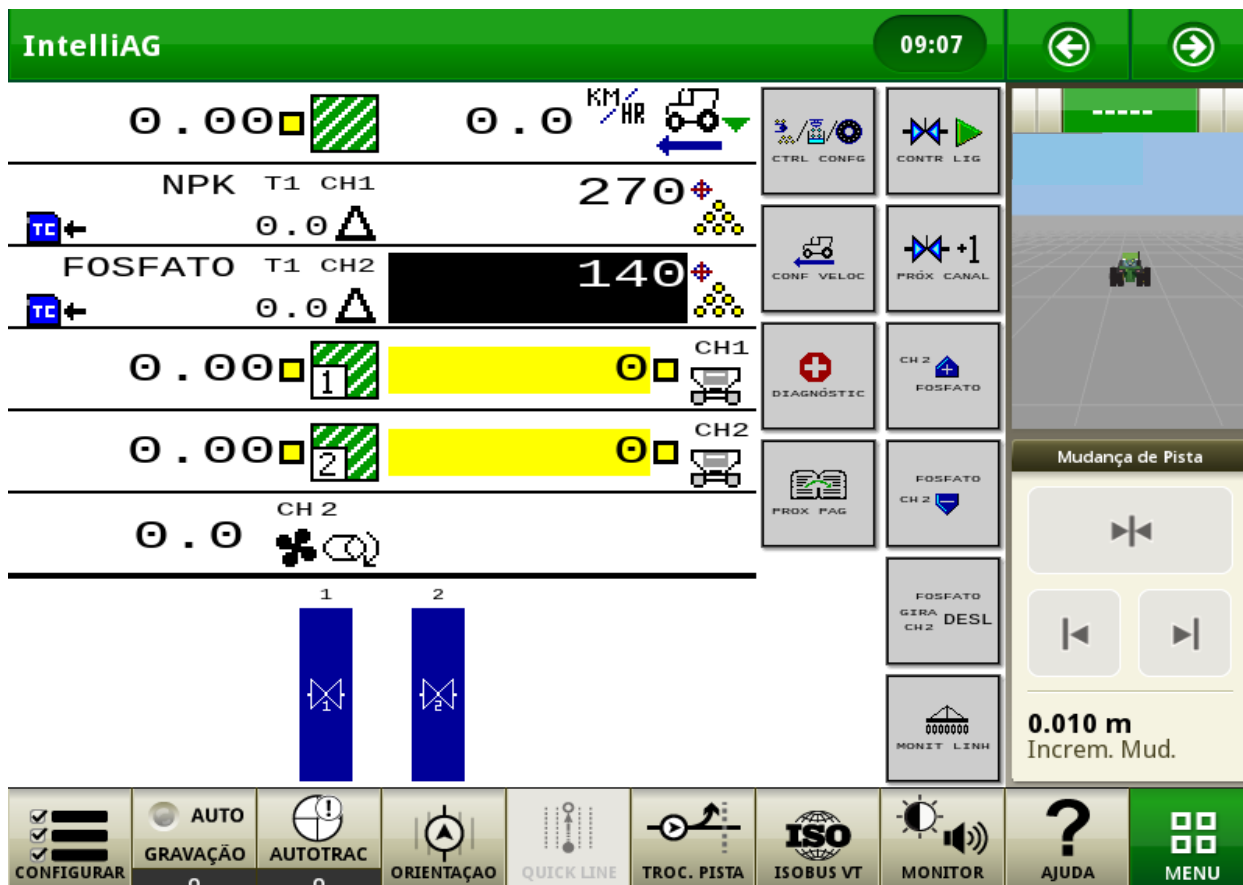 IntelliAG
09:07
0.00
0.0 KM/HR
NPK T1 CH1
270
TC
0.0
FOSFATO T1 CH2
140
TC
0.0
0.00
1
0
CH1
0.00
2
0
CH2
0.0
CH 2
1
2
1
2
CTRL CONFG
CONTR LIG
CONF VELOC
+1
PRÓX CANAL
DIAGNÓSTIC
CH 2
FOSFATO
PROX PAG
FOSFATO
CH 2
FOSFATO
GIRA
CH2
DESL
MONIT LINH
-----
Mudança de Pista
0.010 m
Increm. Mud.
CONFIGURAR
AUTO
GRAVAÇÃO
AUTOTRAC
ORIENTAÇAO
QUICK LINE
TROC. PISTA
ISO
ISOBUS VT
MONITOR
?
AJUDA
MENU